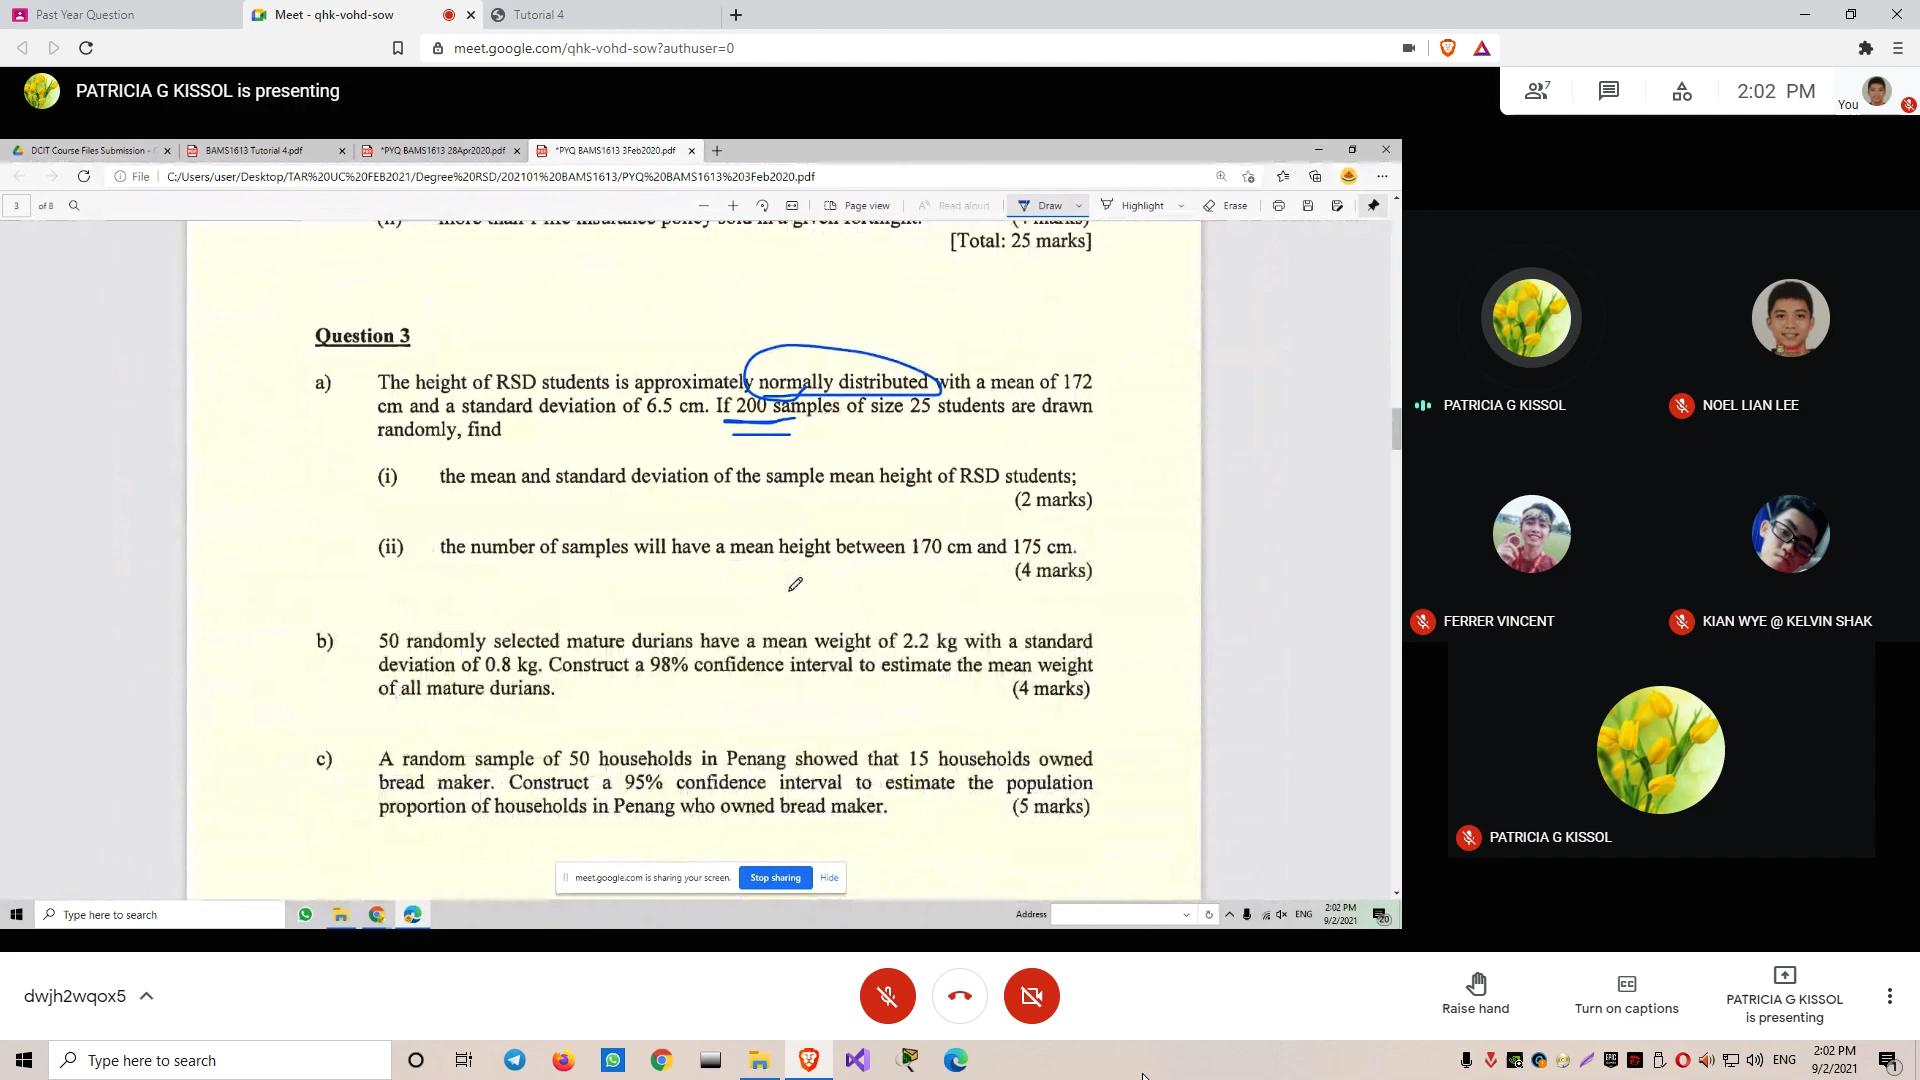 Past Year Question
Meet - qhk-vohd-sow
Tutorial 4
meet.google.com/qhk-vohd-sow?authuser=0
PATRICIA G KISSOL is presenting
7
2:02 PM
You
DCIT Course Files Submission -
BAMS1613 Tutorial 4.pdf
*PYQ BAMS1613 28Apr2020.pdf
*PYQ BAMS1613 3Feb2020.pdf
File
C:/Users/user/Desktop/TAR%20UC%20FEB2021/Degree%20RSD/202101%20BAMS1613/PYQ%20BAMS1613%203Feb2020.pdf
3 of 8
Page view
Read aloud
Draw
Highlight
Erase
[Total: 25 marks]
Question 3
a) The height of RSD students is approximately normally distributed with a mean of 172
cm and a standard deviation of 6.5 cm. If 200 samples of size 25 students are drawn
randomly, find
(i) the mean and standard deviation of the sample mean height of RSD students;
(2 marks)
(ii) the number of samples will have a mean height between 170 cm and 175 cm.
(4 marks)
b) 50 randomly selected mature durians have a mean weight of 2.2 kg with a standard
deviation of 0.8 kg. Construct a 98% confidence interval to estimate the mean weight
of all mature durians. (4 marks)
c) A random sample of 50 households in Penang showed that 15 households owned
bread maker. Construct a 95% confidence interval to estimate the population
proportion of households in Penang who owned bread maker. (5 marks)
meet.google.com is sharing your screen.
Stop sharing
Hide
Type here to search
Address
ENG
2:02 PM
9/2/2021
20
PATRICIA G KISSOL
NOEL LIAN LEE
FERRER VINCENT
KIAN WYE @ KELVIN SHAK
PATRICIA G KISSOL
dwjh2wqox5
Raise hand
Turn on captions
PATRICIA G KISSOL
is presenting
Type here to search
ENG
2:02 PM
9/2/2021
1